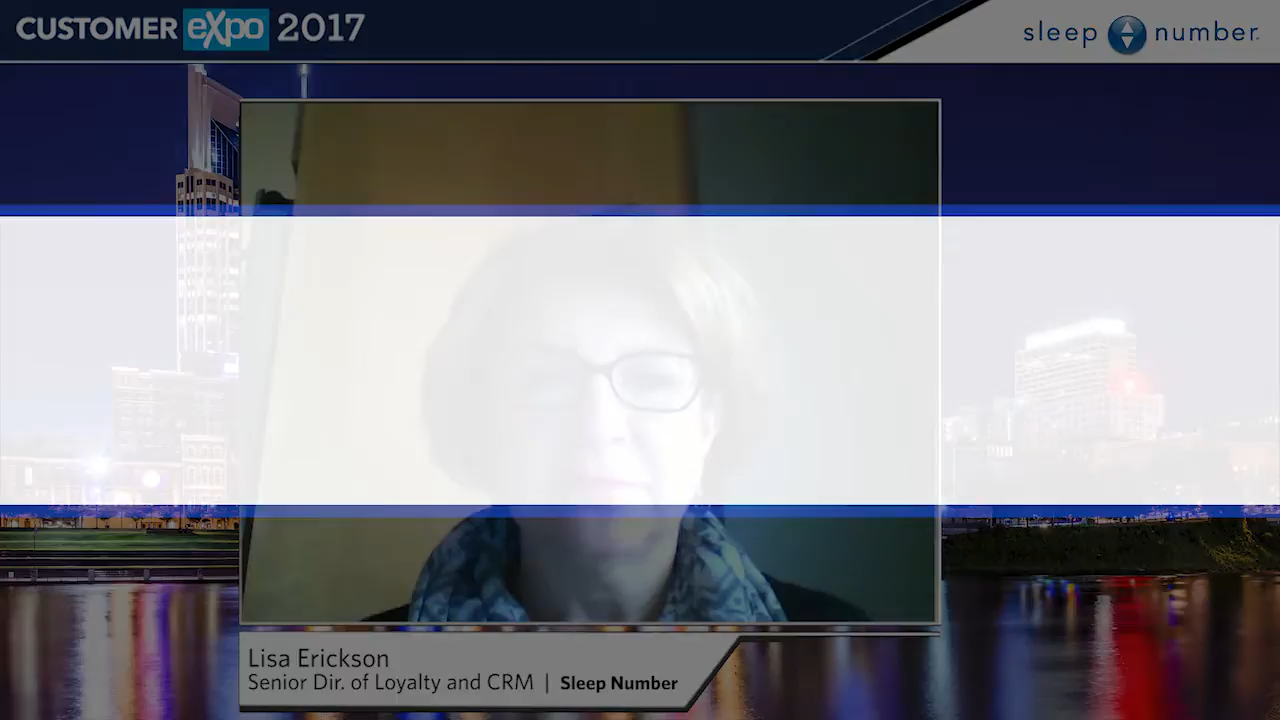 CUSTOMER eXpo 2017
sleep number
Lisa Erickson
Senior Dir. of Loyalty and CRM | Sleep Number